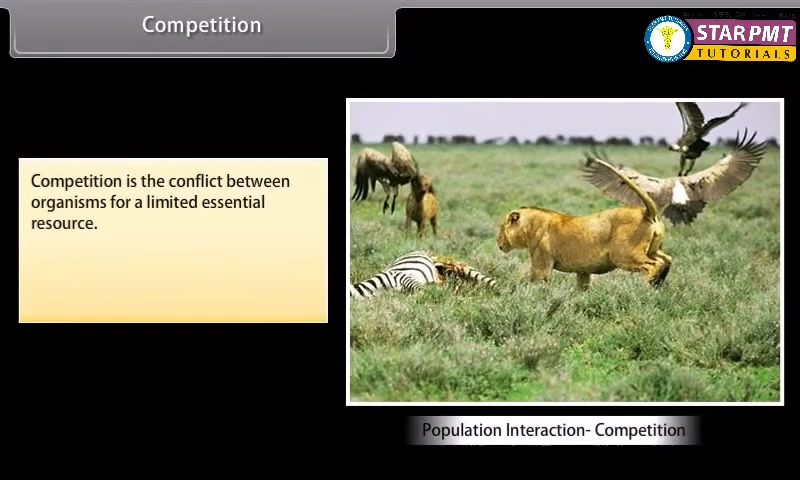 Competition
STAR PMT
TUTORIALS
Competition is the conflict between
organisms for a limited essential
resource.
Population Interaction- Competition